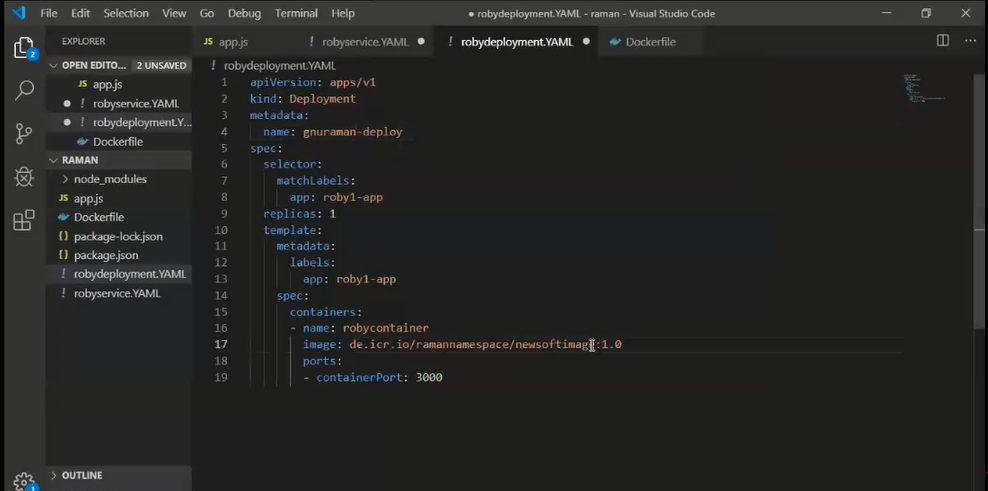 File Edit Selection View Go Debug Terminal Help
● robydeployment.YAML - raman - Visual Studio Code
EXPLORER
OPEN EDITO... 2 UNSAVED
app.js
! robyservice.YAML
! robydeployment.Y...
Dockerfile
RAMAN
node_modules
JS app.js
Dockerfile
{} package-lock.json
{} package.json
! robydeployment.YAML
! robyservice.YAML
OUTLINE
2
1
JS app.js
! robyservice.YAML ●
! robydeployment.YAML ●
Dockerfile
...
! robydeployment.YAML
1 apiVersion: apps/v1
2 kind: Deployment
3 metadata:
4 name: gnuraman-deploy
5 spec:
6 selector:
7 matchLabels:
8 app: roby1-app
9 replicas: 1
10 template:
11 metadata:
12 labels:
13 app: roby1-app
14 spec:
15 containers:
16 - name: robycontainer
17 image: de.icr.io/ramannamespace/newsoftimage:1.0
18 ports:
19 - containerPort: 3000